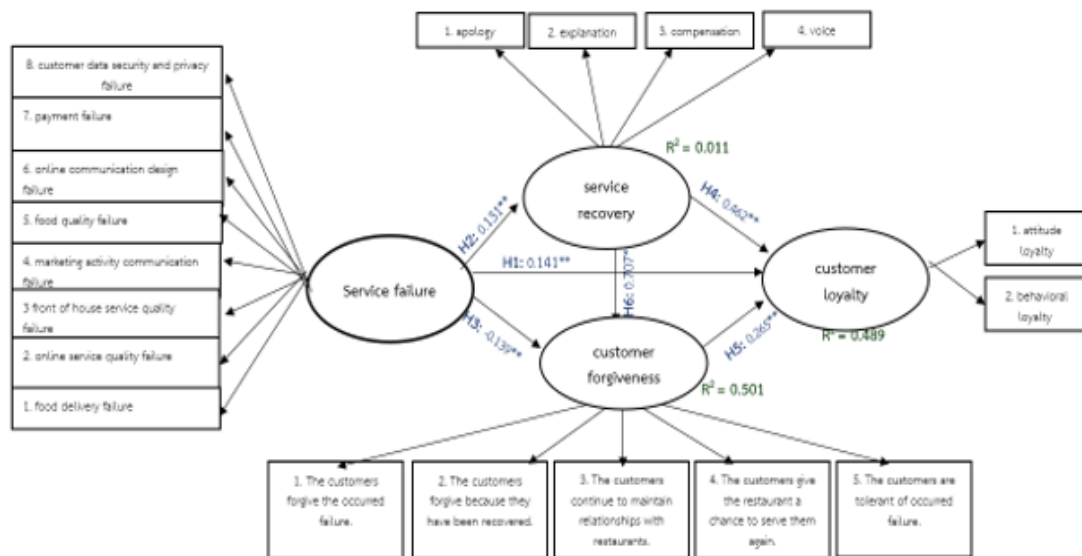 1. apology
2. explanation
3. compensation
4. voice
8. customer data security and privacy
failure
7. payment failure
6. online communication design
failure
5. food quality failure
4. marketing activity communication
failure
3 front of house service quality
failure
2. online service quality failure
1. food delivery failure
R² = 0.011
service
recovery
H2: 0.131**
H4: 0.462**
H1: 0.141**
Service failure
H6: 0.707*
customer
loyalty
R² = 0.489
1. attitude
loyalty
2. behavioral
loyalty
H3: -0.139**
customer
forgiveness
H5: 0.265**
R² = 0.501
1. The customers
forgive the occurred
failure.
2. The customers
forgive because they
have been recovered.
3. The customers
continue to maintain
relationships with
restaurants.
4. The customers give
the restaurant a
chance to serve them
again.
5. The customers are
tolerant of occurred
failure.